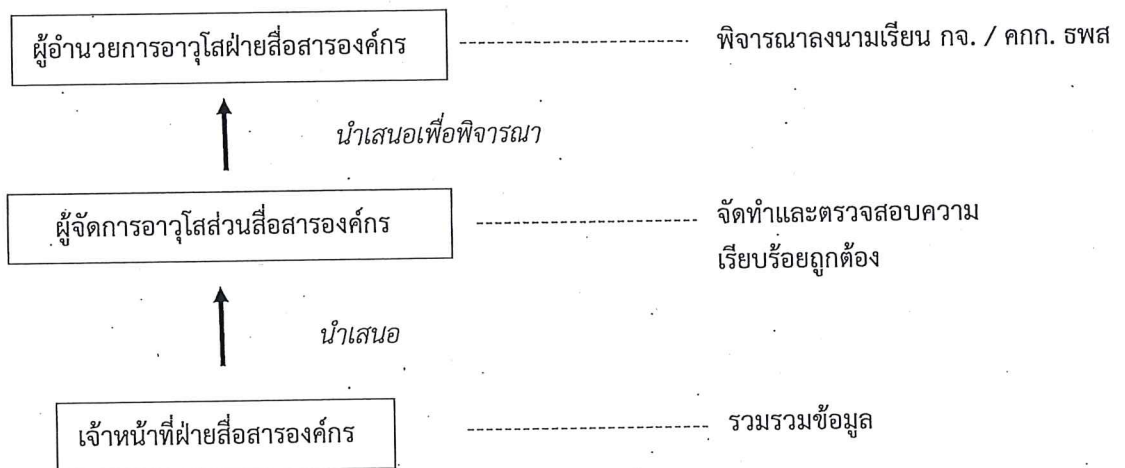 ผู้อำนวยการอาวุโสฝ่ายสื่อสารองค์กร ---------------------------- พิจารณาลงนามเรียน กจ. / คกก. ธพส
นำเสนอเพื่อพิจารณา
ผู้จัดการอาวุโสส่วนสื่อสารองค์กร ---------------------------- จัดทำและตรวจสอบความ
เรียบร้อยถูกต้อง
นำเสนอ
เจ้าหน้าที่ฝ่ายสื่อสารองค์กร ------------------------------ รวมรวมข้อมูล